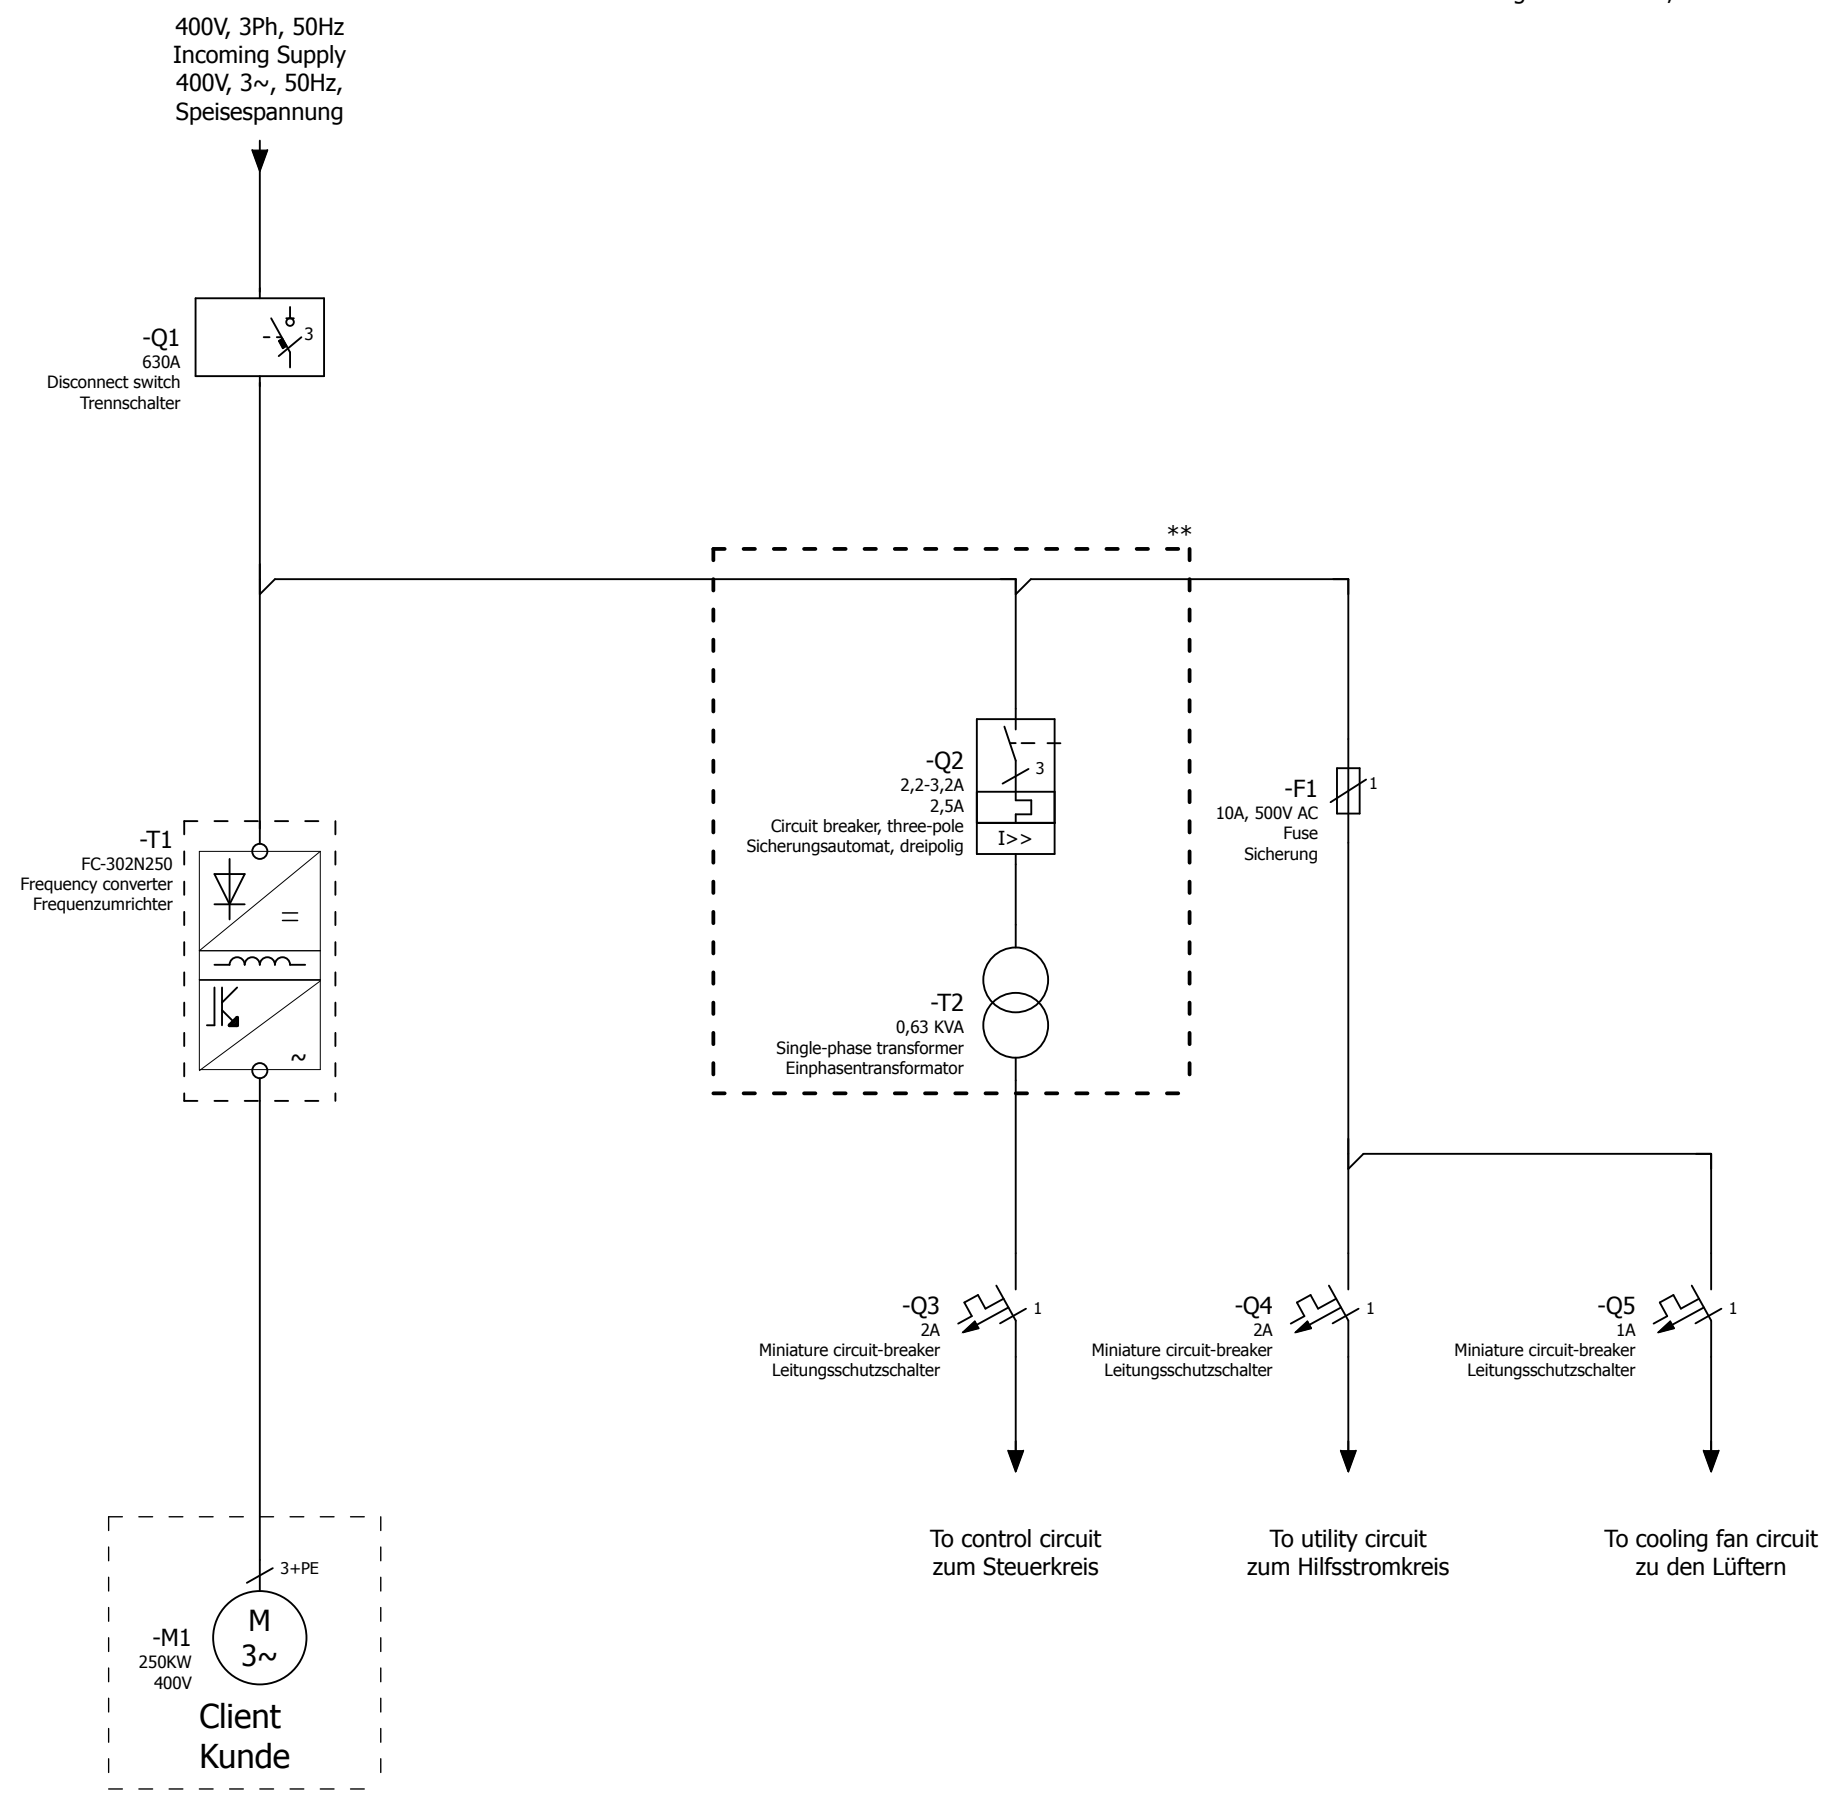 400V, 3Ph, 50Hz
Incoming Supply
400V, 3~, 50Hz,
Speisespannung
-Q1
630A
Disconnect switch
Trennschalter
3
**
-Q2
2,2-3,2A
2,5A
Circuit breaker, three-pole
Sicherungsautomat, dreipolig
3
I>>
-F1
10A, 500V AC
Fuse
Sicherung
1
-T1
FC-302N250
Frequency converter
Frequenzumrichter
=
~
-T2
0,63 KVA
Single-phase transformer
Einphasentransformator
-Q3
2A
Miniature circuit-breaker
Leitungsschutzschalter
1
-Q4
2A
Miniature circuit-breaker
Leitungsschutzschalter
1
-Q5
1A
Miniature circuit-breaker
Leitungsschutzschalter
1
To control circuit
zum Steuerkreis
To utility circuit
zum Hilfsstromkreis
To cooling fan circuit
zu den Lüftern
3+PE
M
3~
-M1
250KW
400V
Client
Kunde